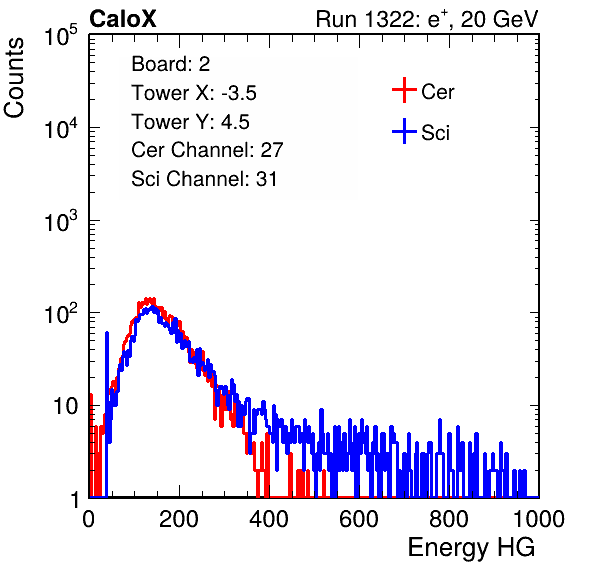 CaloX Run 1322: e⁺, 20 GeV
Counts
Board: 2
Tower X: -3.5
Tower Y: 4.5
Cer Channel: 27
Sci Channel: 31
Cer
Sci
10⁵
10⁴
10³
10²
10
1
0 200 400 600 800 1000
Energy HG